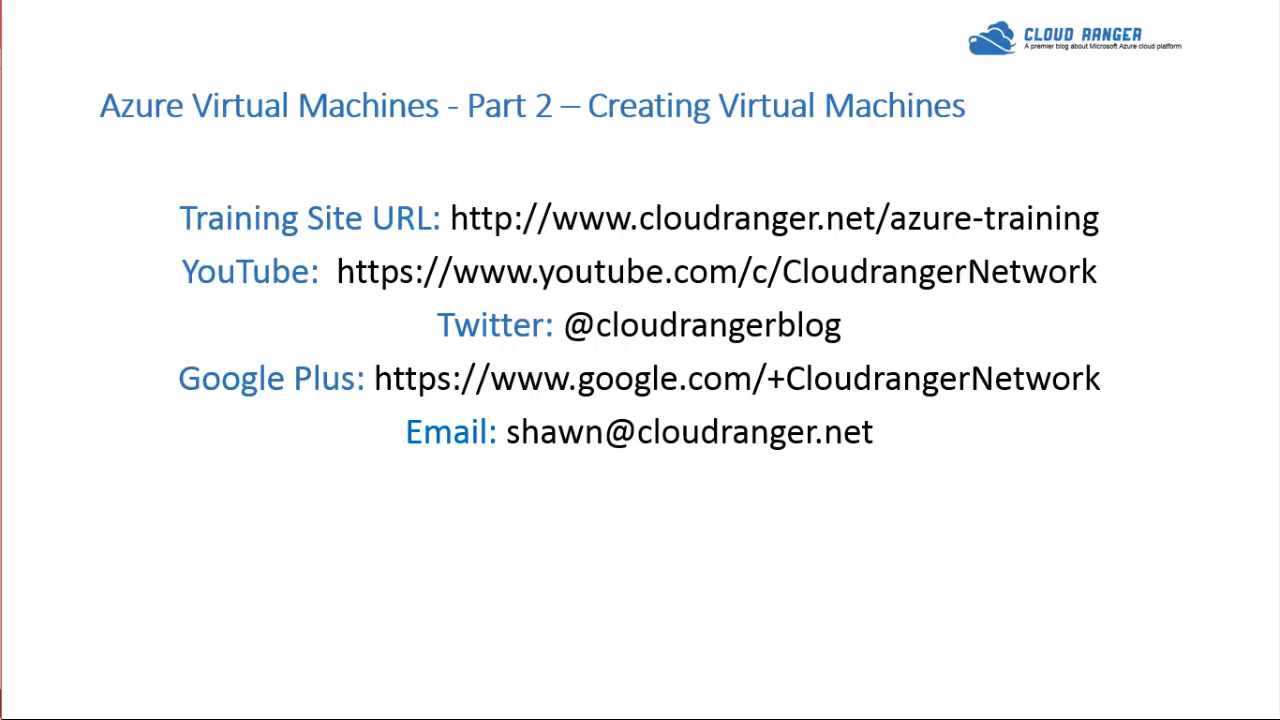 CLOUD RANGER
A premier blog about Microsoft Azure cloud platform
Azure Virtual Machines - Part 2 – Creating Virtual Machines
Training Site URL: http://www.cloudranger.net/azure-training
YouTube:  https://www.youtube.com/c/CloudrangerNetwork
Twitter: @cloudrangerblog
Google Plus: https://www.google.com/+CloudrangerNetwork
Email: shawn@cloudranger.net